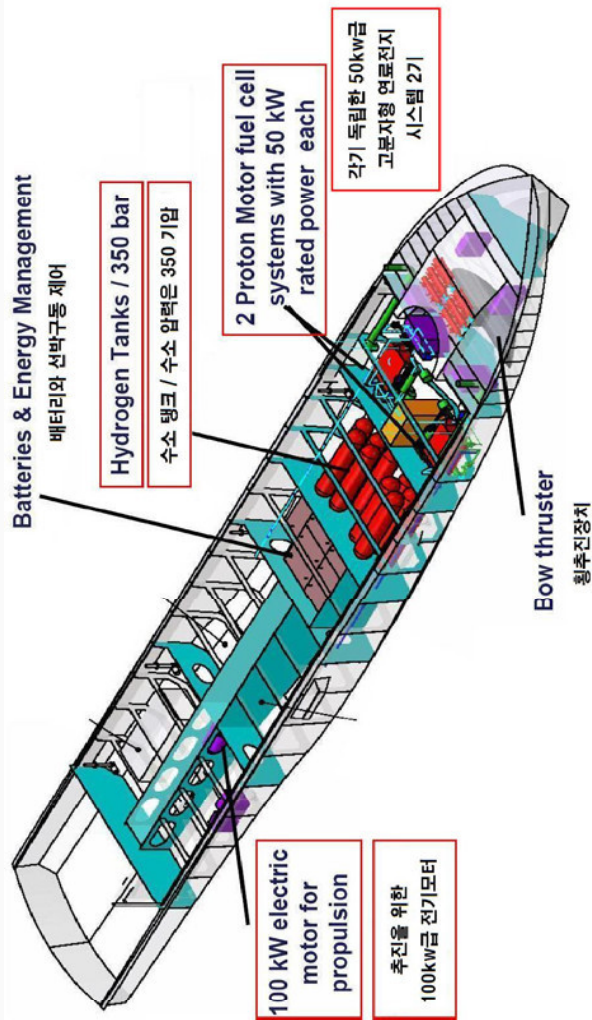 Batteries & Energy Management
배터리와 선박구동 제어
Hydrogen Tanks / 350 bar
수소 탱크 / 수소 압력은 350 기압
2 Proton Motor fuel cell
systems with 50 kW
rated power each
각기 독립한 50kw급
고분자형 연료전지
시스템 2기
100 kW electric
motor for
propulsion
추진을 위한
100kw급 전기모터
Bow thruster
횡추진장치